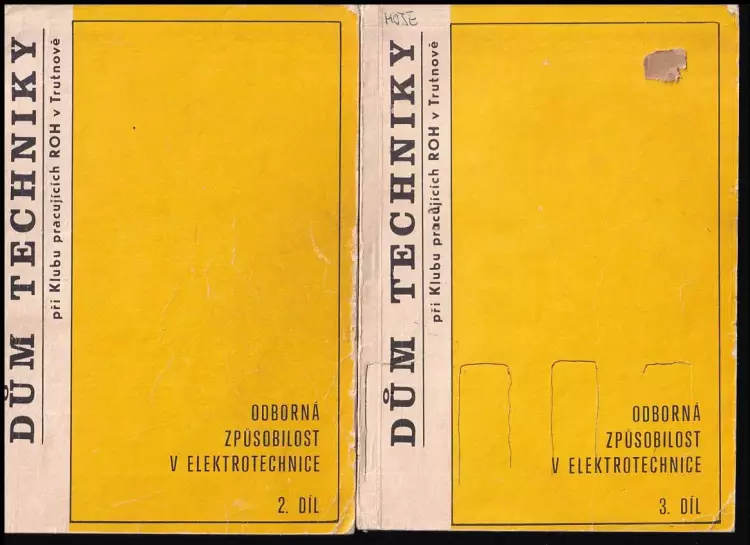 DŮM TECHNIKY
při Klubu pracujících ROH v Trutnově
ODBORNÁ
ZPŮSOBILOST
V ELEKTROTECHNICE
2. DÍL
MOJE
DŮM TECHNIKY
při Klubu pracujících ROH v Trutnově
ODBORNÁ
ZPŮSOBILOST
V ELEKTROTECHNICE
3. DÍL